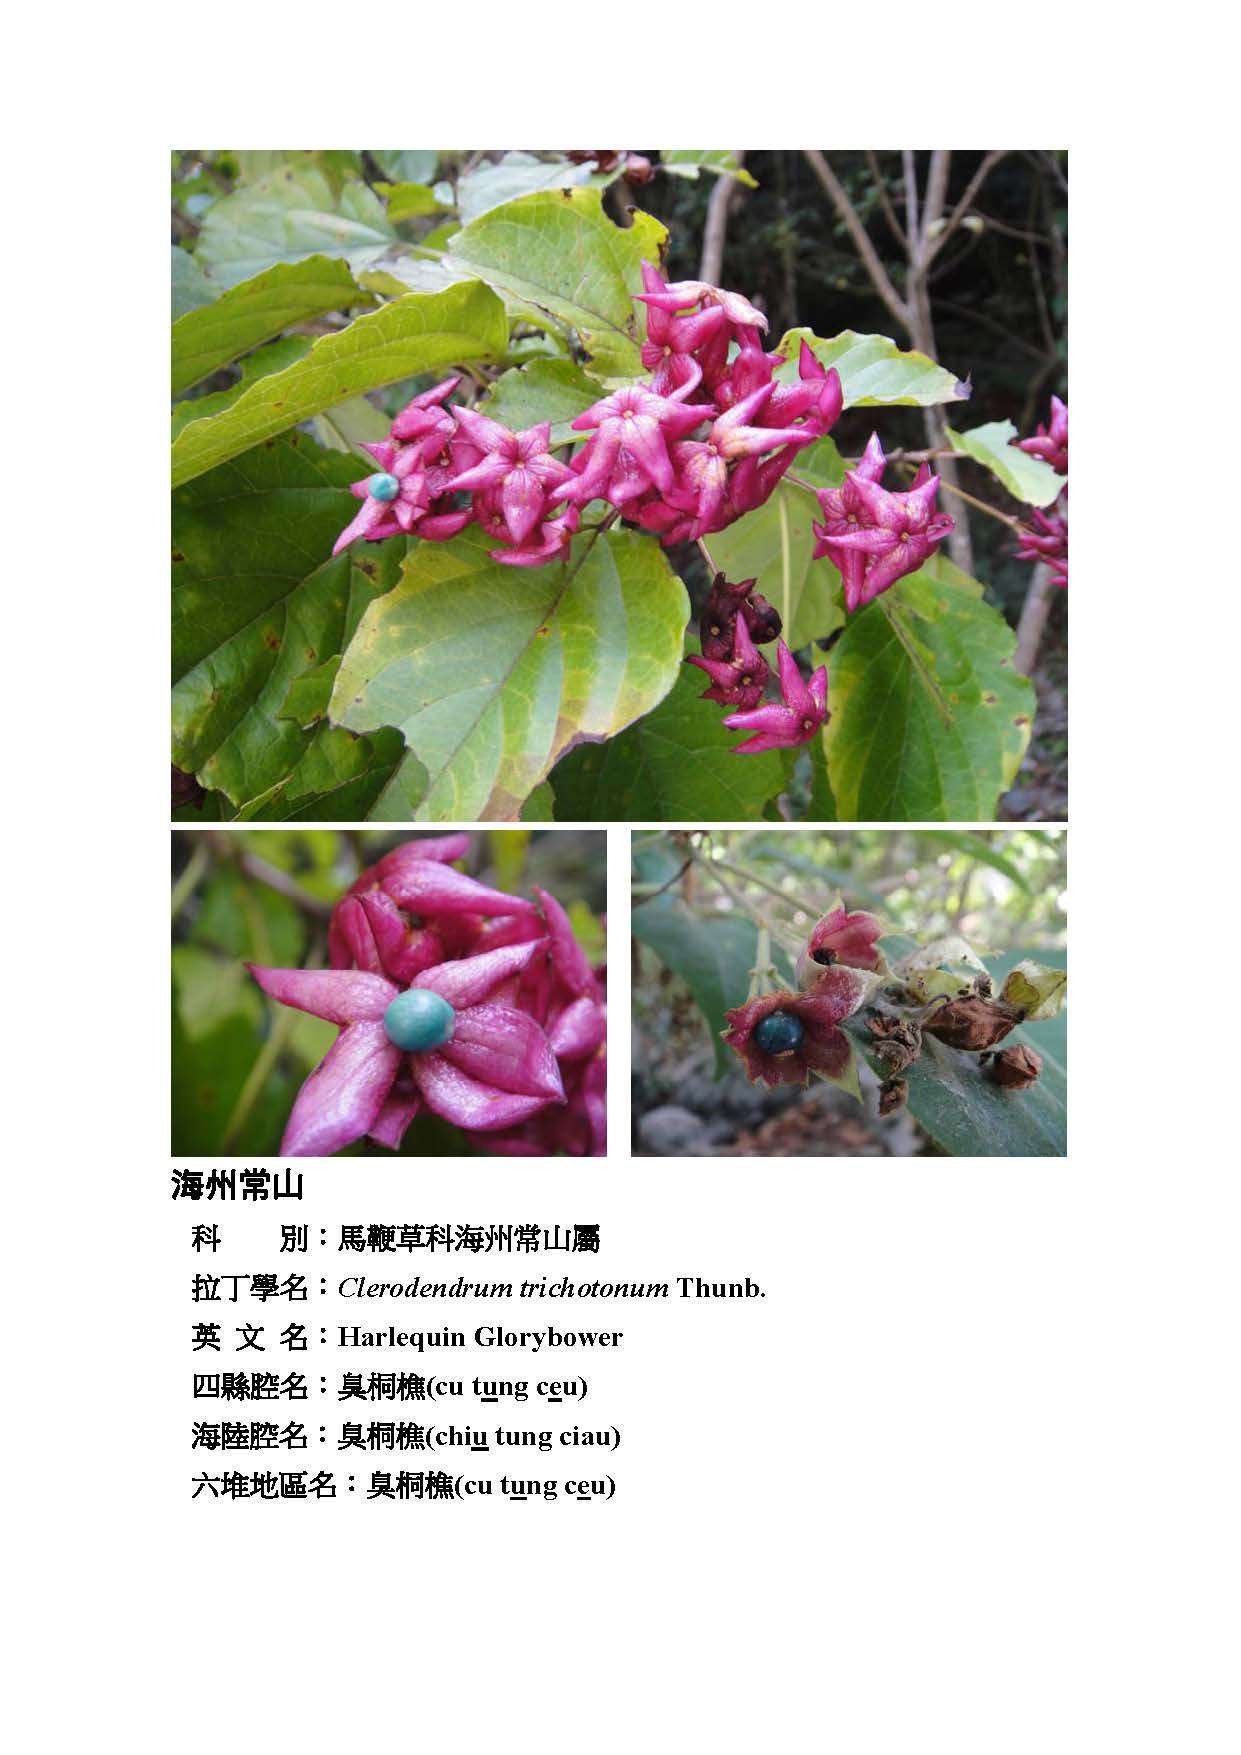 海州常山
科　　別：馬鞭草科海州常山屬
拉丁學名：Clerodendrum trichotonum Thunb.
英 文 名：Harlequin Glorybower
四縣腔名：臭桐樵(cu tung ceu)
海陸腔名：臭桐樵(chiu tung ciau)
六堆地區名：臭桐樵(cu tung ceu)